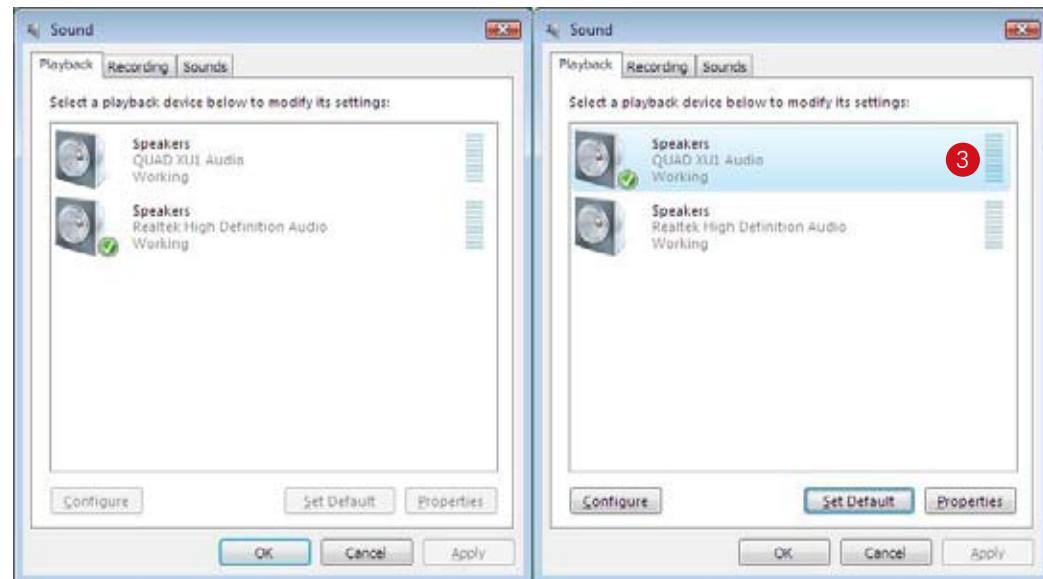 Sound
Playback Recording Sounds
Select a playback device below to modify its settings:
Speakers
QUAD XU1 Audio
Working
Speakers
Realtek High Definition Audio
Working
Configure Set Default Properties
OK Cancel Apply
Sound
Playback Recording Sounds
Select a playback device below to modify its settings:
Speakers
QUAD XU1 Audio
Working
3
Speakers
Realtek High Definition Audio
Working
Configure Set Default Properties
OK Cancel Apply